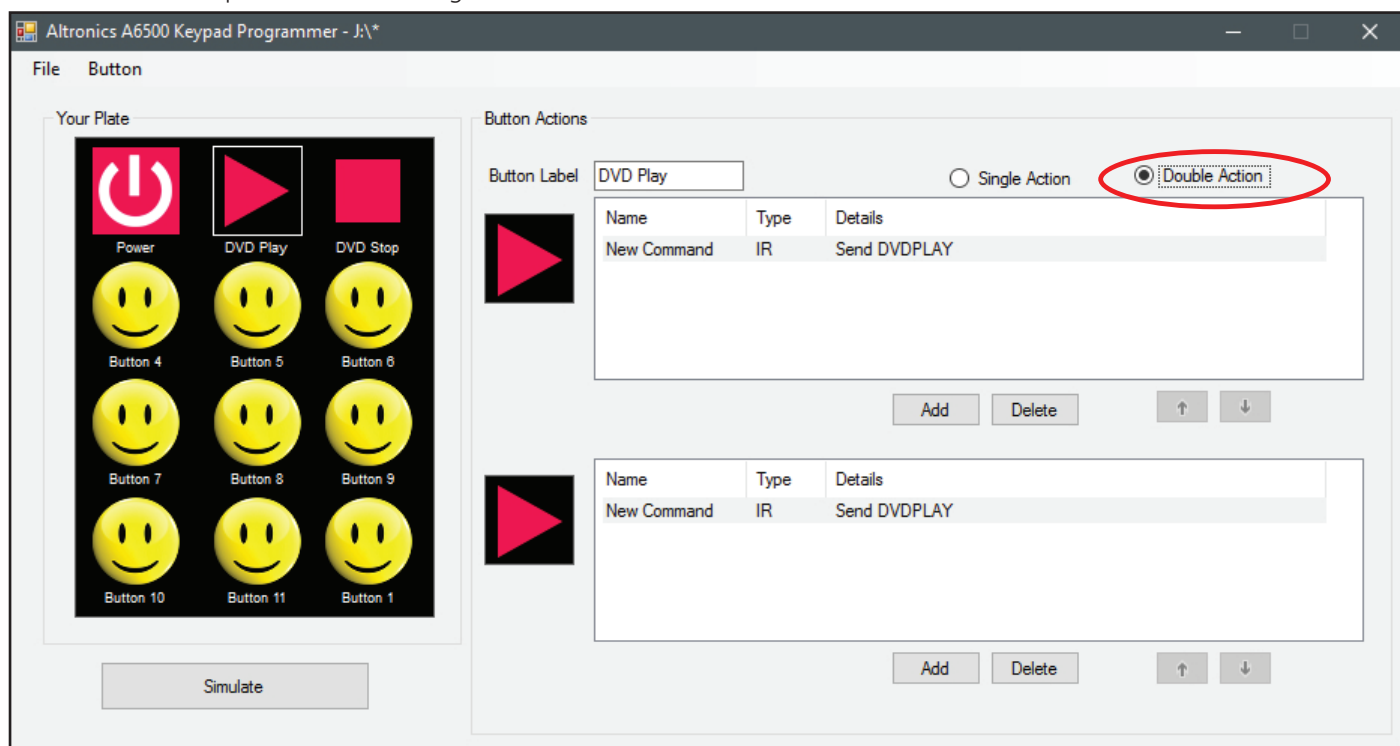 Altronics A6500 Keypad Programmer - J:\*
File Button
Your Plate
Power DVD Play DVD Stop
Button 4 Button 5 Button 6
Button 7 Button 8 Button 9
Button 10 Button 11 Button 1
Simulate
Button Actions
Button Label DVD Play Single Action Double Action
Name Type Details
New Command IR Send DVDPLAY
Add Delete ↑ ↓
Name Type Details
New Command IR Send DVDPLAY
Add Delete ↑ ↓